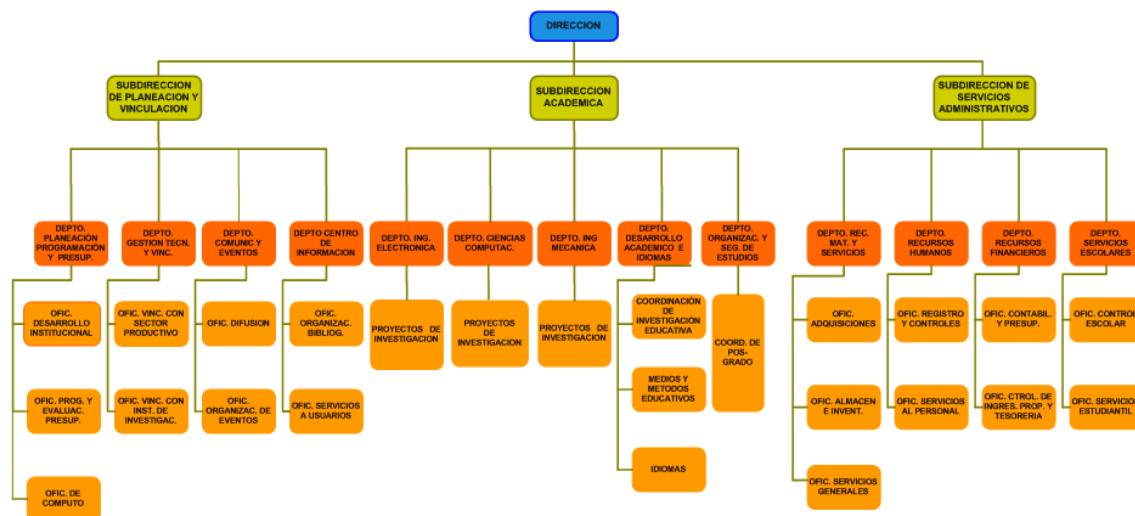 DIRECCION
SUBDIRECCION
DE PLANEACION Y
VINCULACION
SUBDIRECCION
ACADEMICA
SUBDIRECCION DE
SERVICIOS
ADMINISTRATIVOS
DEPTO.
PLANEACIÓN
PROGRAMACIÓN
Y PRESUP.
DEPTO.
GESTION TECN.
Y VINC.
DEPTO.
COMUNIC Y
EVENTOS
DEPTO CENTRO
DE
INFORMACION
DEPTO. ING.
ELECTRONICA
DEPTO. CIENCIAS
COMPUTAC.
DEPTO. ING
MECANICA
DEPTO.
DESARROLLO
ACADEMICO E
IDIOMAS
DEPTO.
ORGANIZAC. Y
SEG. DE
ESTUDIOS
DEPTO. REC.
MAT. Y
SERVICIOS
DEPTO.
RECURSOS
HUMANOS
DEPTO.
RECURSOS
FINANCIEROS
DEPTO.
SERVICIOS
ESCOLARES
OFIC.
DESARROLLO
INSTITUCIONAL
OFIC. VINC. CON
SECTOR
PRODUCTIVO
OFIC. DIFUSION
OFIC.
ORGANIZAC.
BIBLIOG.
PROYECTOS DE
INVESTIGACION
PROYECTOS
DE
INVESTIGACION
PROYECTOS DE
INVESTIGACION
COORDINACIÓN
DE
INVESTIGACIÓN
EDUCATIVA
COORD. DE
POS-
GRADO
OFIC.
ADQUISICIONES
OFIC. REGISTRO
Y CONTROLES
OFIC. CONTABIL.
Y PRESUP.
OFIC. CONTROL
ESCOLAR
OFIC. PROG. Y
EVALUAC.
PRESUP.
OFIC. VINC. CON
INST. DE
INVESTIGAC.
OFIC.
ORGANIZAC. DE
EVENTOS
OFIC. SERVICIOS
A USUARIOS
MEDIOS Y
METODOS
EDUCATIVOS
OFIC. ALMACEN
E INVENT.
OFIC. SERVICIOS
AL PERSONAL
OFIC. CTROL. DE
INGRES. PROP. Y
TESORERIA
OFIC. SERVICIOS
ESTUDIANTIL
OFIC. DE
COMPUTO
IDIOMAS
OFIC. SERVICIOS
GENERALES